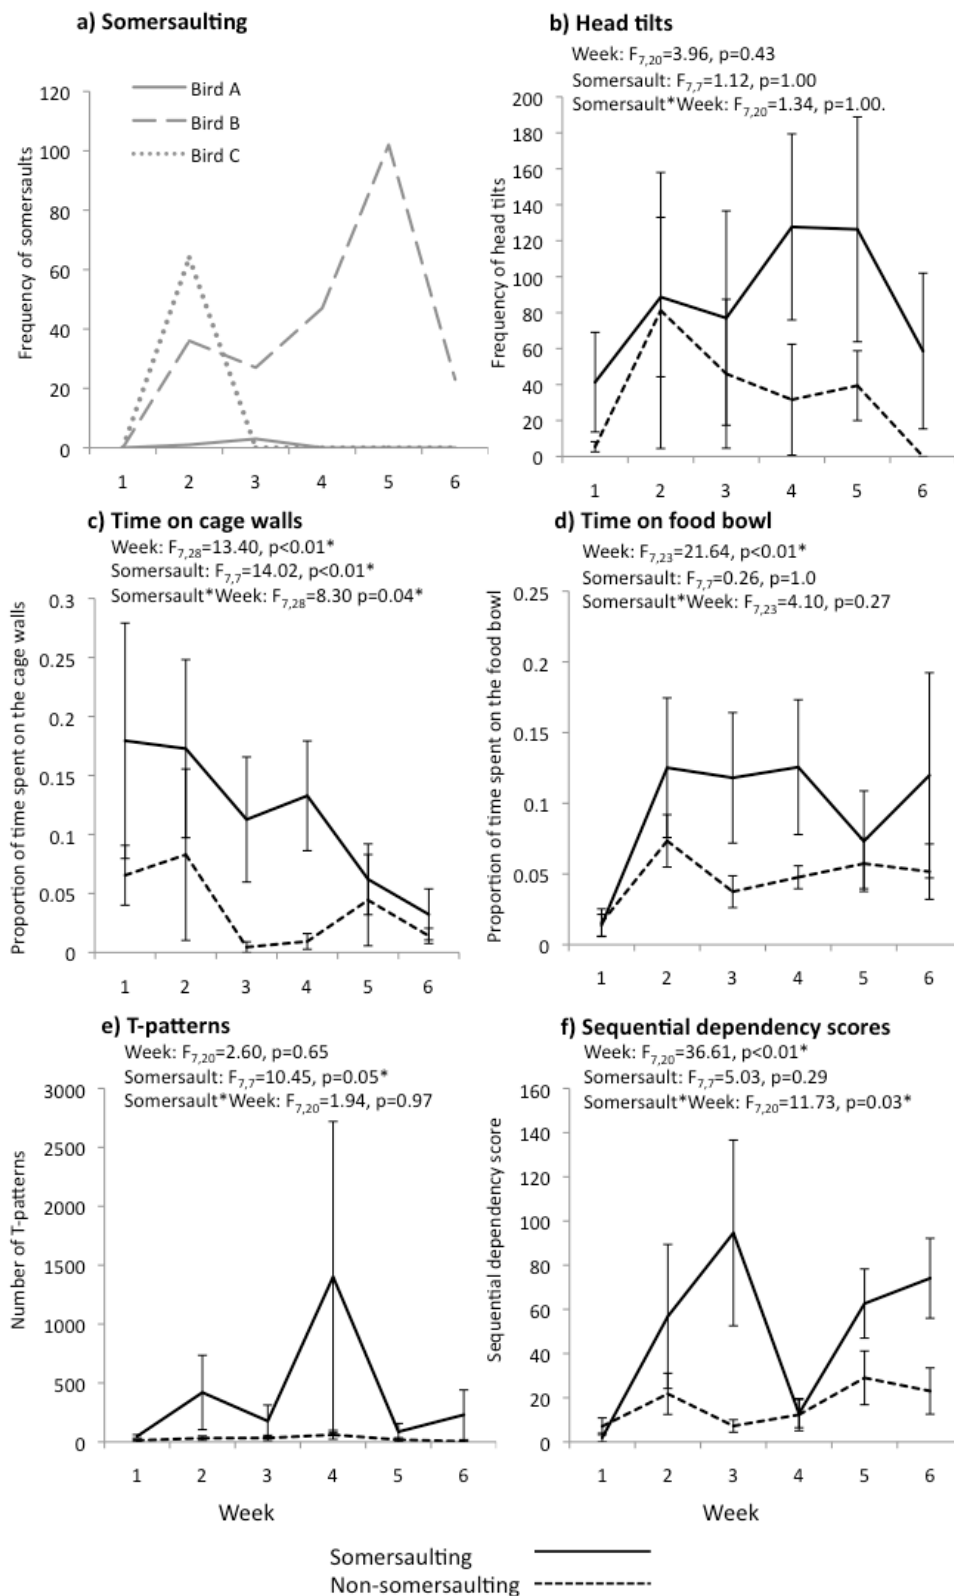 a) Somersaulting
Bird A
Bird B
Bird C
Frequency of somersaults
120
100
80
60
40
20
0
1 2 3 4 5 6
b) Head tilts
Week: F7,20=3.96, p=0.43
Somersault: F7,7=1.12, p=1.00
Somersault*Week: F7,20=1.34, p=1.00.
Frequency of head tilts
200
180
160
140
120
100
80
60
40
20
0
1 2 3 4 5 6
c) Time on cage walls
Week: F7,28=13.40, p<0.01*
Somersault: F7,7=14.02, p<0.01*
Somersault*Week: F7,28=8.30 p=0.04*
Proportion of time spent on the cage walls
0.3
0.25
0.2
0.15
0.1
0.05
0
1 2 3 4 5 6
d) Time on food bowl
Week: F7,23=21.64, p<0.01*
Somersault: F7,7=0.26, p=1.0
Somersault*Week: F7,23=4.10, p=0.27
Proportion of time spent on the food bowl
0.25
0.2
0.15
0.1
0.05
0
1 2 3 4 5 6
e) T-patterns
Week: F7,20=2.60, p=0.65
Somersault: F7,7=10.45, p=0.05*
Somersault*Week: F7,20=1.94, p=0.97
Number of T-patterns
3000
2500
2000
1500
1000
500
0
1 2 3 4 5 6
Week
f) Sequential dependency scores
Week: F7,20=36.61, p<0.01*
Somersault: F7,7=5.03, p=0.29
Somersault*Week: F7,20=11.73, p=0.03*
Sequential dependency score
160
140
120
100
80
60
40
20
0
1 2 3 4 5 6
Week
Somersaulting
Non-somersaulting